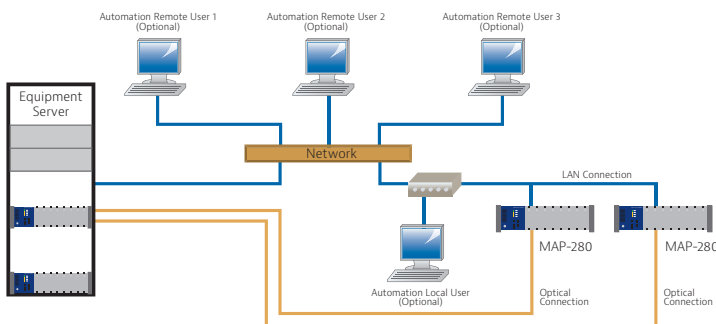 Automation Remote User 1
(Optional)
Automation Remote User 2
(Optional)
Automation Remote User 3
(Optional)
Equipment
Server
Network
LAN Connection
MAP-280
MAP-280
Automation Local User
(Optional)
Optical
Connection
Optical
Connection